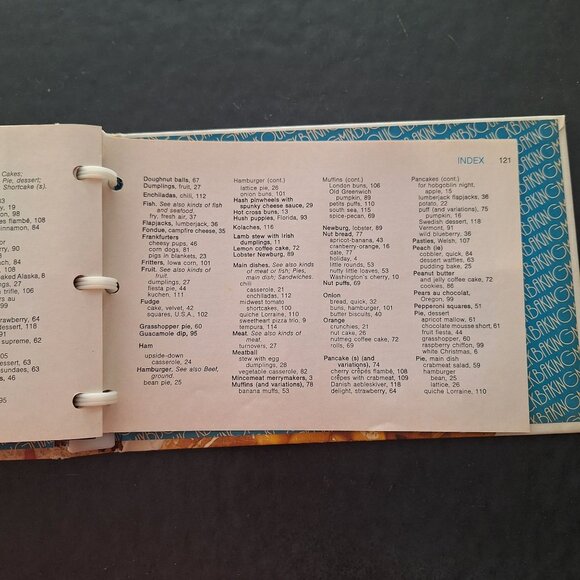 Cakes;
Pie, dessert;
Shortcake (s).
INDEX 121
Doughnut balls, 67
Dumplings, fruit, 27
Enchiladas, chili, 112
Fish. See also kinds of fish
and seafood.
fry, fresh air, 37
Flapjacks, lumberjack, 36
Fondue, campfire cheese, 35
Frankfurters
cheesy pups, 46
corn dogs, 81
pigs in blankets, 23
Fritters, Iowa corn, 101
Fruit. See also kinds of
fruit.
dumplings, 27
fiesta pie, 44
kuchen, 111
Fudge
cake, velvet, 42
squares, U.S.A., 102
Grasshopper pie, 60
Guacamole dip, 95
Ham
upside-down
casserole, 24
Hamburger. See also Beef,
ground.
bean pie, 25
Hamburger (cont.)
lattice pie, 26
onion buns, 101
Hash pinwheels with
spunky cheese sauce, 29
Hot cross buns, 13
Hush puppies, Florida, 93
Kolaches, 116
Lamb stew with Irish
dumplings, 11
Lemon coffee cake, 72
Lobster Newburg, 89
Main dishes. See also kinds
of meat or fish; Pies,
main dish; Sandwiches.
chili
casserole, 21
enchiladas, 112
midwest tomato
shortcakes, 100
quiche Lorraine, 110
sweetheart pizza trio, 9
tempura, 114
Meat. See also kinds of
meat.
turnovers, 27
Meatball
stew with egg
dumplings, 26
vegetable casserole, 82
Mincemeat merrymakers, 3
Muffins (and variations), 78
banana muffins, 53
Muffins (cont.)
London buns, 106
Old Greenwich
pumpkin, 89
petits puffs, 110
south sea, 115
spice-pecan, 69
Newburg, lobster, 89
Nut bread, 77
apricot-banana, 43
cranberry-orange, 16
date, 77
holiday, 4
little rounds, 53
nutty little loaves, 53
Washington's cherry, 10
Nut puffs, 69
Onion
bread, quick, 32
buns, hamburger, 101
butter biscuits, 40
Orange
crunchies, 21
nut cake, 26
nutmeg coffee cake, 72
rolls, 69
Pancake (s) (and
variations), 74
cherry crêpes flambé, 108
crêpes with crabmeat, 109
Danish aebleskiver, 118
delight, strawberry, 64
Pancakes (cont.)
for hobgoblin night,
apple, 15
lumberjack flapjacks, 36
potato, 22
puff (and variations), 75
pumpkin, 16
Swedish dessert, 118
Vermont, 91
wild blueberry, 38
Pasties, Welsh, 107
Peach (ie)
cobbler, quick, 84
dessert waffles, 63
pudding bake, 25
Peanut butter
and jelly coffee cake, 72
cookies, 86
Pears au chocolat,
Oregon, 99
Pepperoni squares, 51
Pie, dessert
apricot mallow, 61
chocolate mousse short, 61
fruit fiesta, 44
grasshopper, 60
raspberry chiffon, 99
white Christmas, 6
Pie, main dish
crabmeat salad, 59
hamburger
bean, 25
lattice, 26
quiche Lorraine, 110